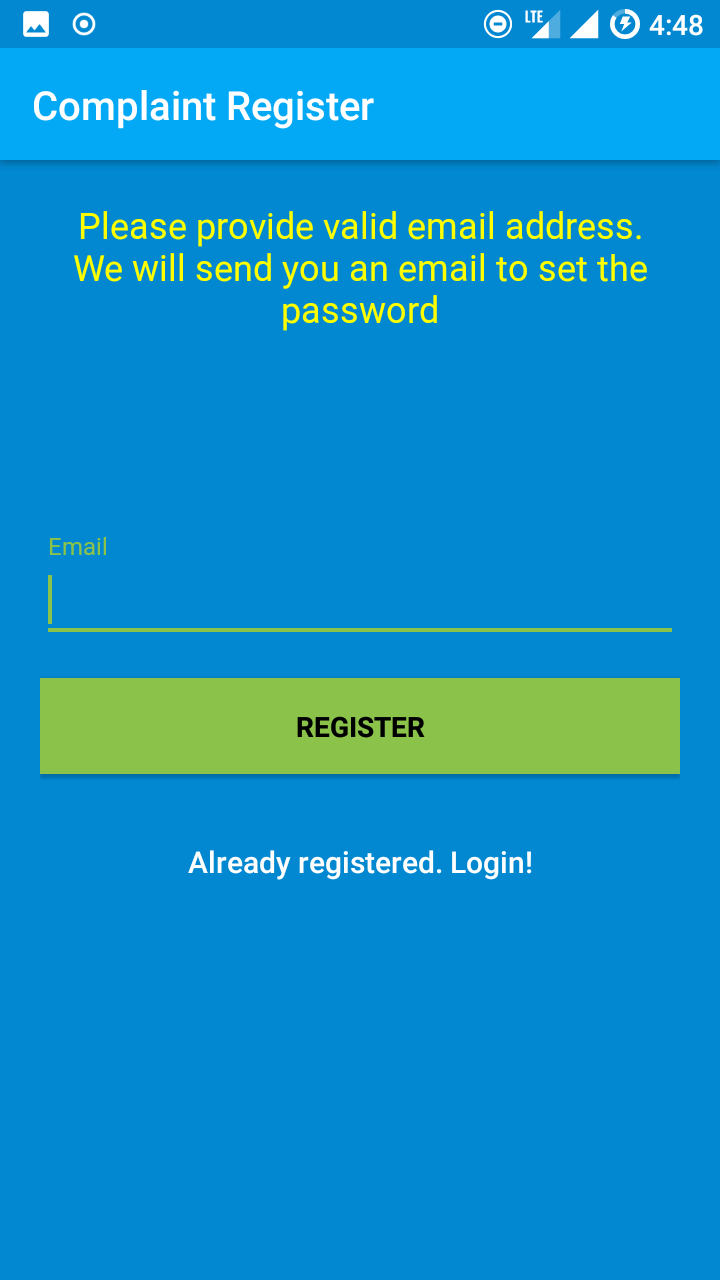 LTE 4:48
Complaint Register
Please provide valid email address.
We will send you an email to set the
password
Email
REGISTER
Already registered. Login!